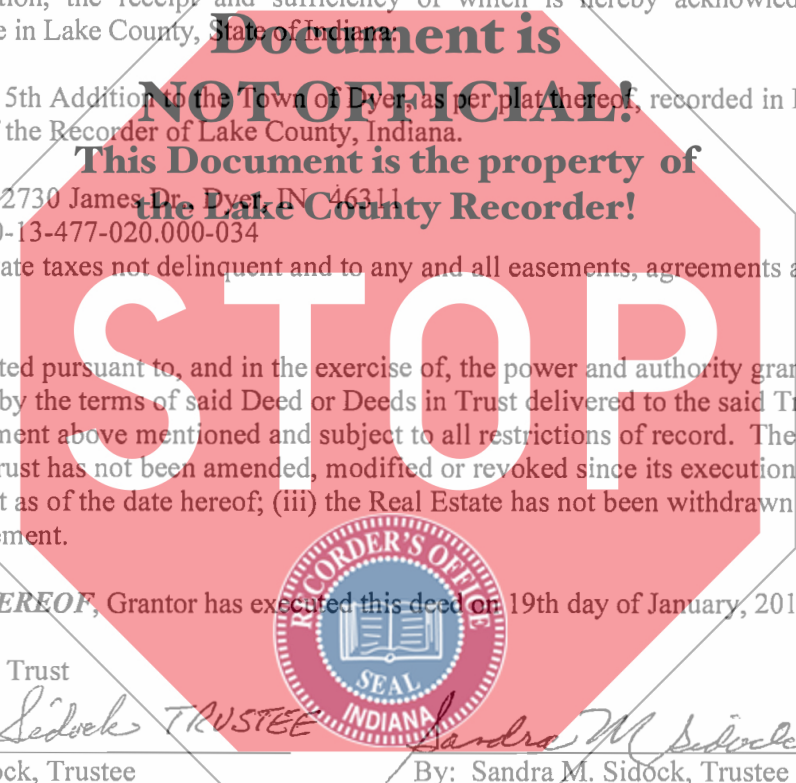 tion, the receipt and sufficiency of which is hereby acknowled
e in Lake County, State of Indiana:
Document is
5th Addition to the Town of Dyer, as per plat thereof, recorded in
NOT OFFICIAL!
the Recorder of Lake County, Indiana.
This Document is the property of
2730 James Dr., Dyer, IN 46311
the Lake County Recorder!
-13-477-020.000-034
ate taxes not delinquent and to any and all easements, agreements a
STOP
ted pursuant to, and in the exercise of, the power and authority gran
by the terms of said Deed or Deeds in Trust delivered to the said Tr
ment above mentioned and subject to all restrictions of record. The
rust has not been amended, modified or revoked since its execution
t as of the date hereof; (iii) the Real Estate has not been withdrawn
ement.
EREOF, Grantor has executed this deed on 19th day of January, 201
RECORDER'S OFFICE
SEAL
INDIANA
Trust
Sidock TRUSTEE
Sandra M Sidock
ock, Trustee
By: Sandra M. Sidock, Trustee